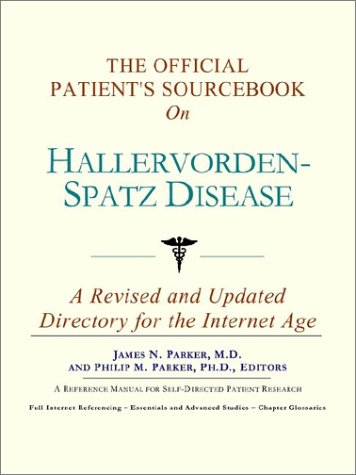 THE OFFICIAL
PATIENT'S SOURCEBOOK
On
HALLERVORDEN-
SPATZ DISEASE
A Revised and Updated
Directory for the Internet Age
JAMES N. PARKER, M.D.
AND PHILIP M. PARKER, PH.D., EDITORS
A REFERENCE MANUAL FOR SELF-DIRECTED PATIENT RESEARCH
Full Internet Referencing – Essentials and Advanced Studies – Chapter Glossaries